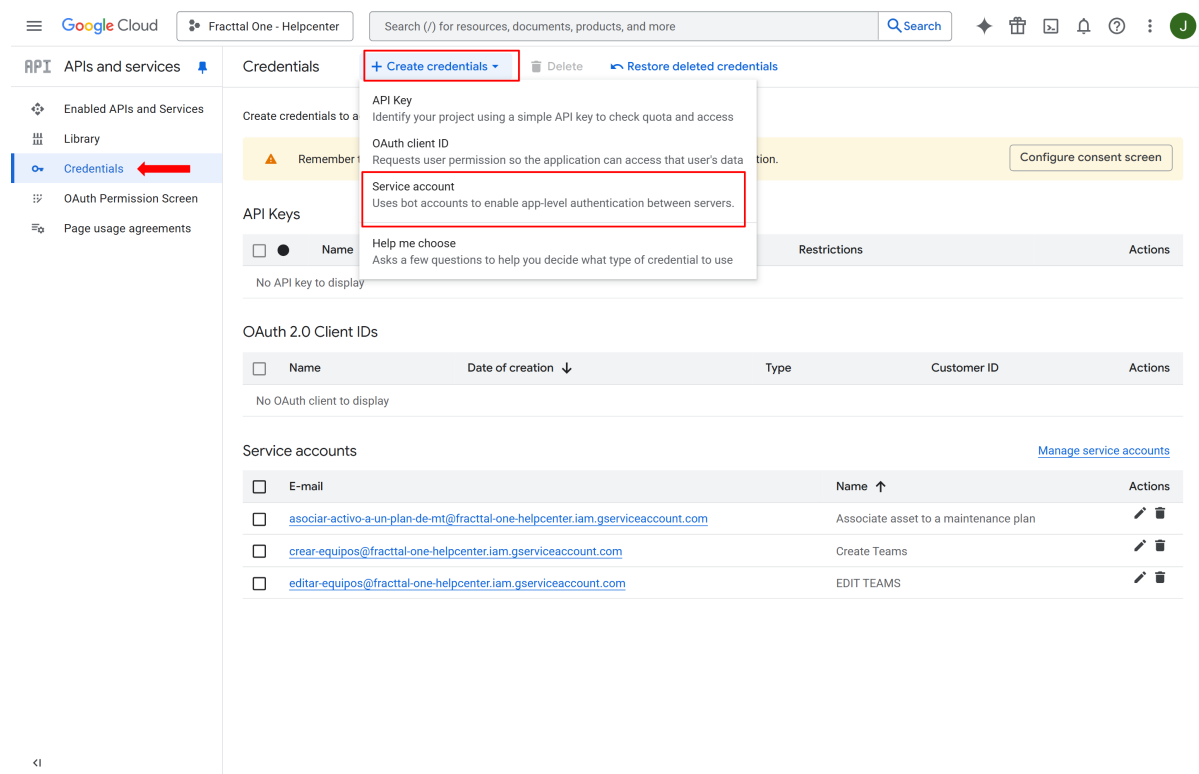 Google Cloud
Fracttal One - Helpcenter
Search (/) for resources, documents, products, and more
Search
J
API APIs and services
Credentials
Create credentials
Delete
Restore deleted credentials
Enabled APIs and Services
Library
Credentials
OAuth Permission Screen
Page usage agreements
Create credentials to a
Remember
tion.
Configure consent screen
API Key
Identify your project using a simple API key to check quota and access
OAuth client ID
Requests user permission so the application can access that user's data
Service account
Uses bot accounts to enable app-level authentication between servers.
Help me choose
Asks a few questions to help you decide what type of credential to use
API Keys
Name
Restrictions
Actions
No API key to display
OAuth 2.0 Client IDs
Name
Date of creation
Type
Customer ID
Actions
No OAuth client to display
Service accounts
Manage service accounts
E-mail
Name
Actions
asociar-activo-a-un-plan-de-mt@fracttal-one-helpcenter.iam.gserviceaccount.com
Associate asset to a maintenance plan
crear-equipos@fracttal-one-helpcenter.iam.gserviceaccount.com
Create Teams
editar-equipos@fracttal-one-helpcenter.iam.gserviceaccount.com
EDIT TEAMS